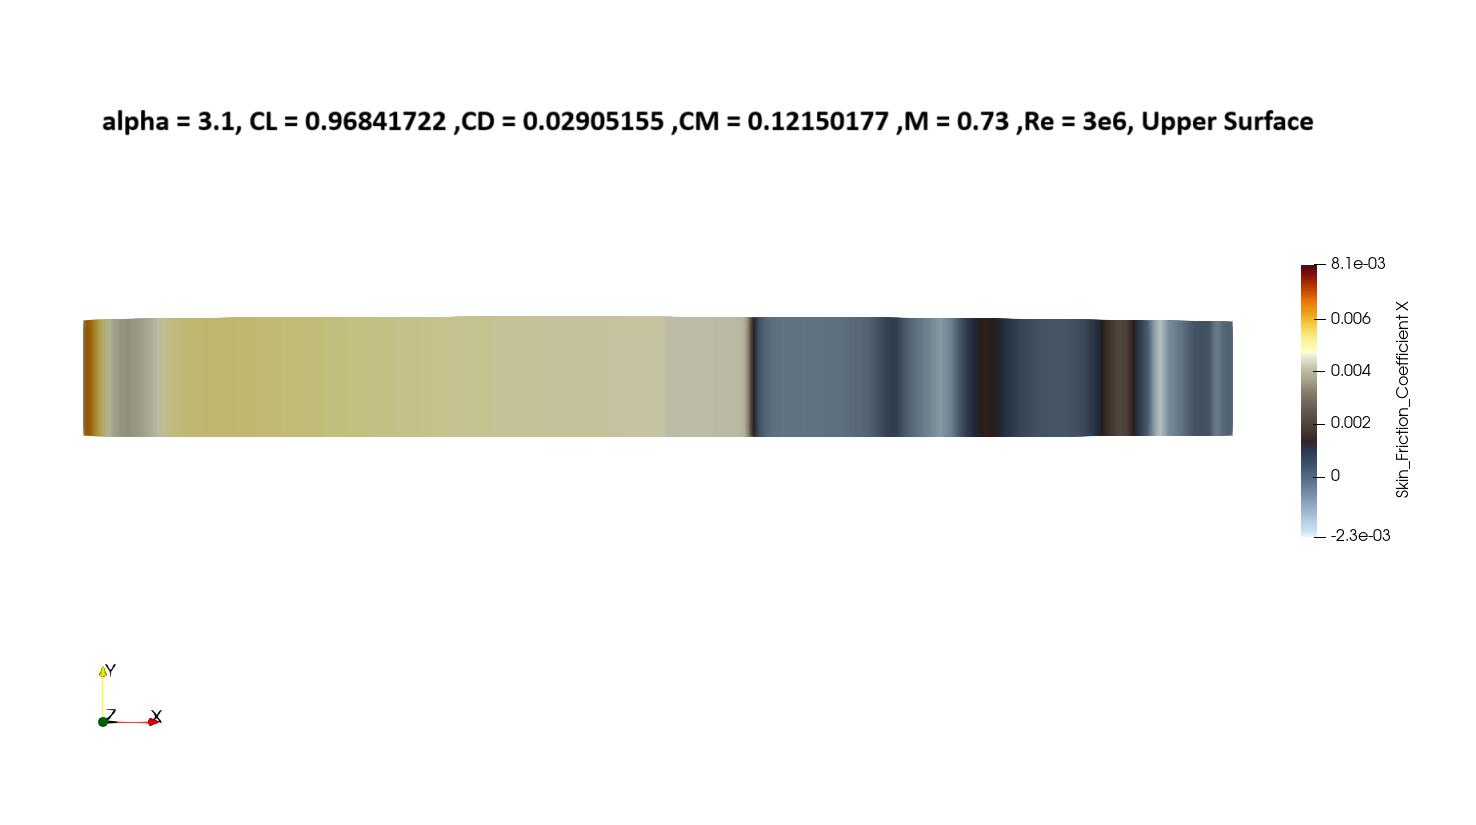 alpha = 3.1, CL = 0.96841722 ,CD = 0.02905155 ,CM = 0.12150177 ,M = 0.73 ,Re = 3e6, Upper Surface
8.1e-03
0.006
0.004
0.002
0
-2.3e-03
Skin_Friction_Coefficient X
Y
Z
X